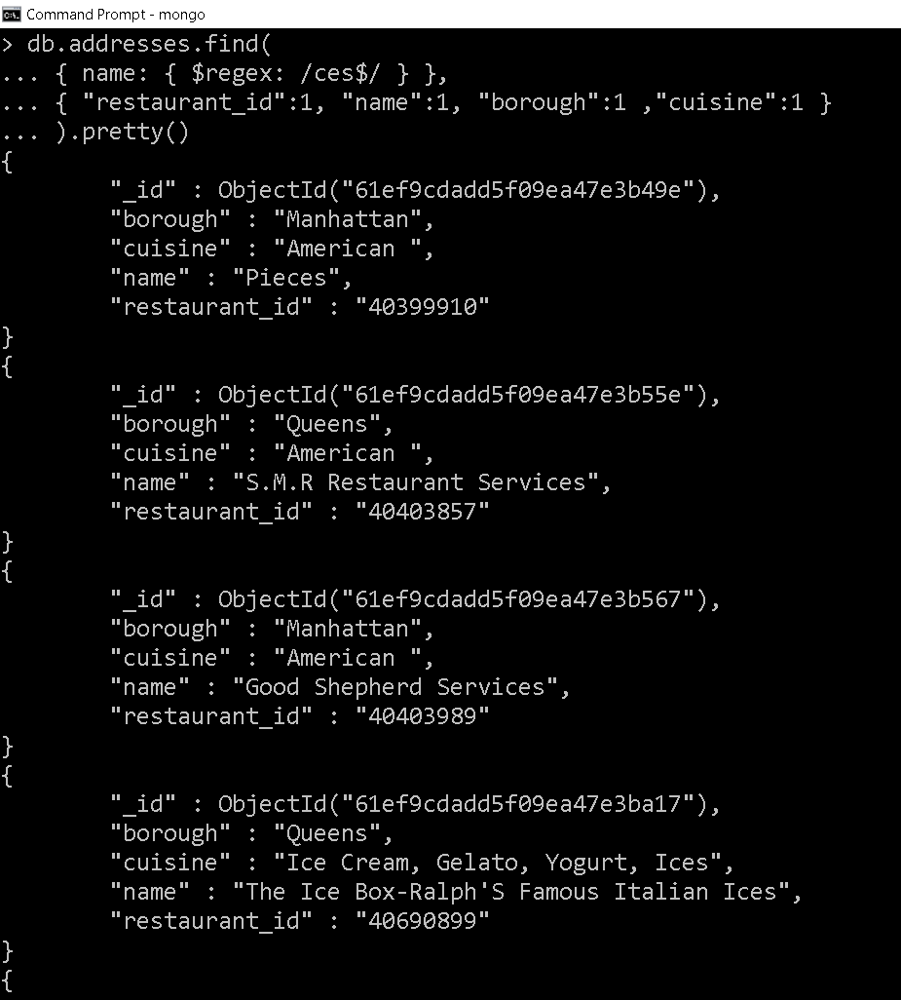 Command Prompt - mongo
> db.addresses.find(
... { name: { $regex: /ces$/ } },
... { "restaurant_id":1, "name":1, "borough":1 ,"cuisine":1 }
... ).pretty()
{
        "_id" : ObjectId("61ef9cdadd5f09ea47e3b49e"),
        "borough" : "Manhattan",
        "cuisine" : "American ",
        "name" : "Pieces",
        "restaurant_id" : "40399910"
}
{
        "_id" : ObjectId("61ef9cdadd5f09ea47e3b55e"),
        "borough" : "Queens",
        "cuisine" : "American ",
        "name" : "S.M.R Restaurant Services",
        "restaurant_id" : "40403857"
}
{
        "_id" : ObjectId("61ef9cdadd5f09ea47e3b567"),
        "borough" : "Manhattan",
        "cuisine" : "American ",
        "name" : "Good Shepherd Services",
        "restaurant_id" : "40403989"
}
{
        "_id" : ObjectId("61ef9cdadd5f09ea47e3ba17"),
        "borough" : "Queens",
        "cuisine" : "Ice Cream, Gelato, Yogurt, Ices",
        "name" : "The Ice Box-Ralph'S Famous Italian Ices",
        "restaurant_id" : "40690899"
}
{